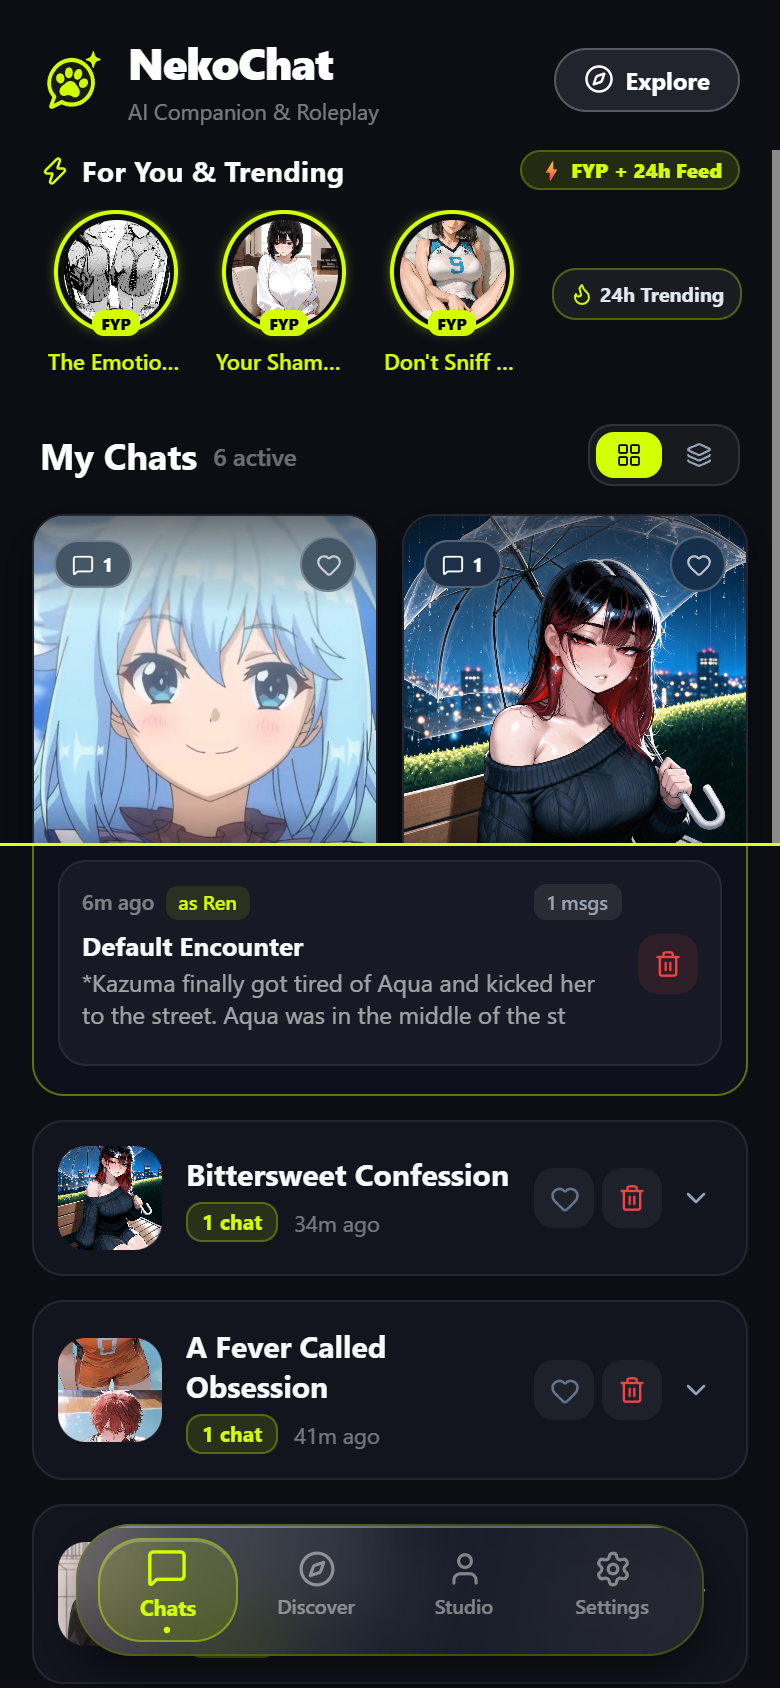 NekoChat
AI Companion & Roleplay
Explore
For You & Trending
FYP + 24h Feed
FYP
FYP
FYP
The Emotio...
Your Sham...
Don't Sniff ...
24h Trending
My Chats
6 active
1
1
6m ago
as Ren
1 msgs
Default Encounter
*Kazuma finally got tired of Aqua and kicked her
to the street. Aqua was in the middle of the st
Bittersweet Confession
1 chat
34m ago
A Fever Called
Obsession
1 chat
41m ago
Chats
Discover
Studio
Settings